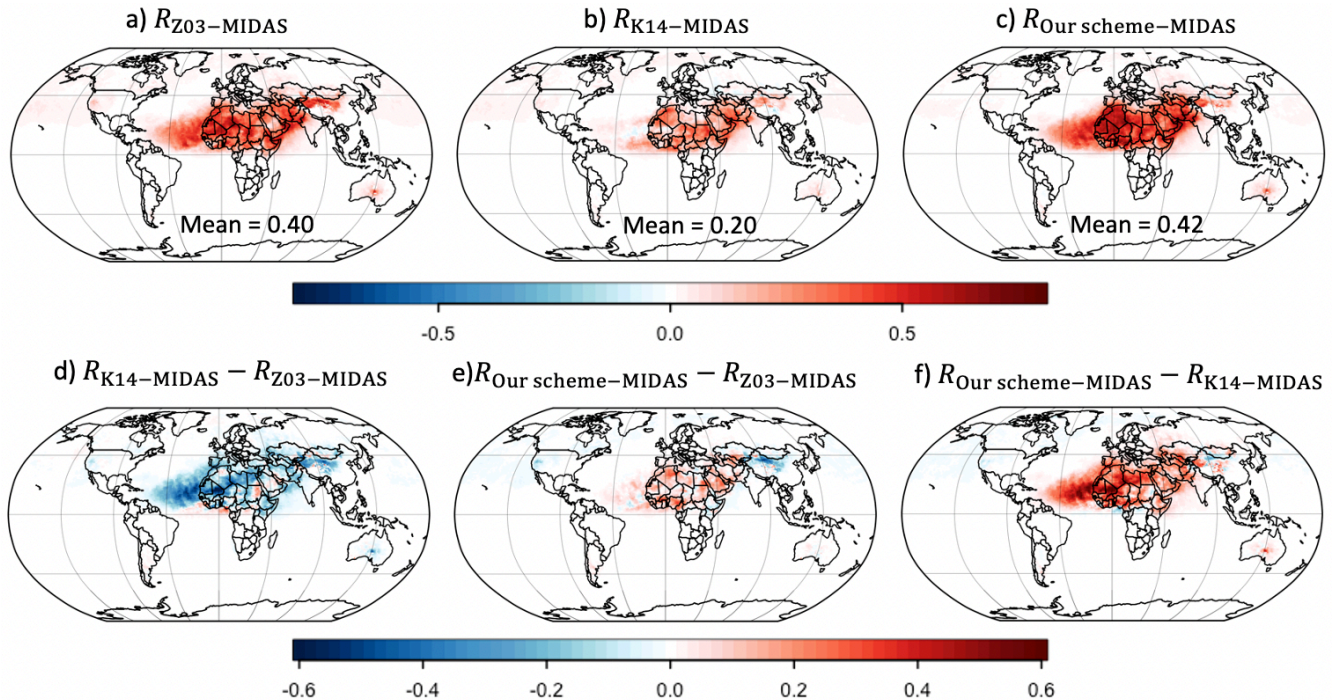 a) R_Z03−MIDAS
b) R_K14−MIDAS
c) R_Our scheme−MIDAS
Mean = 0.40
Mean = 0.20
Mean = 0.42
-0.5 0.0 0.5
d) R_K14−MIDAS − R_Z03−MIDAS
e) R_Our scheme−MIDAS − R_Z03−MIDAS
f) R_Our scheme−MIDAS − R_K14−MIDAS
-0.6 -0.4 -0.2 0.0 0.2 0.4 0.6